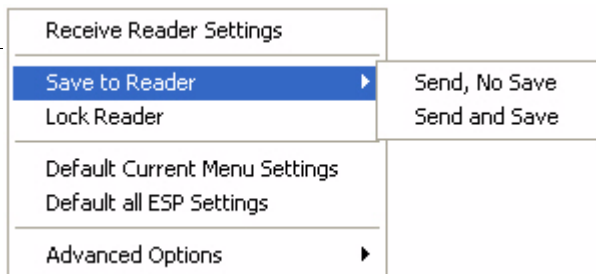 Receive Reader Settings
Save to Reader
Send, No Save
Lock Reader
Send and Save
Default Current Menu Settings
Default all ESP Settings
Advanced Options